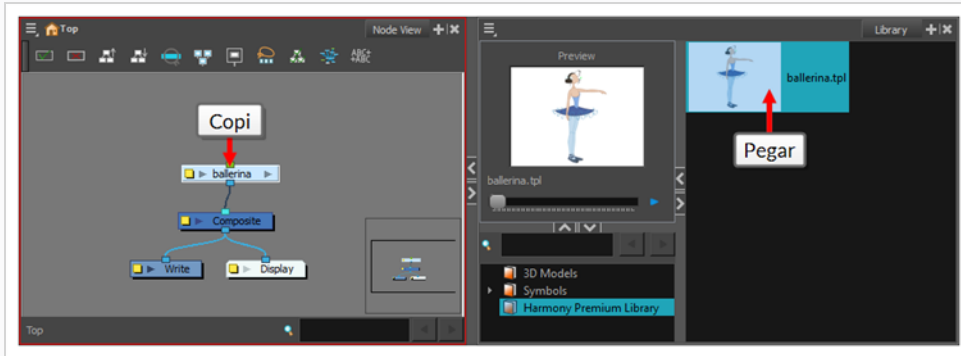 Top
Node View
ABC+
+ABC
Copi
ballerina
Composite
Write
Display
Top
Library
Preview
ballerina.tpl
3D Models
Symbols
Harmony Premium Library
ballerina.tpl
Pegar